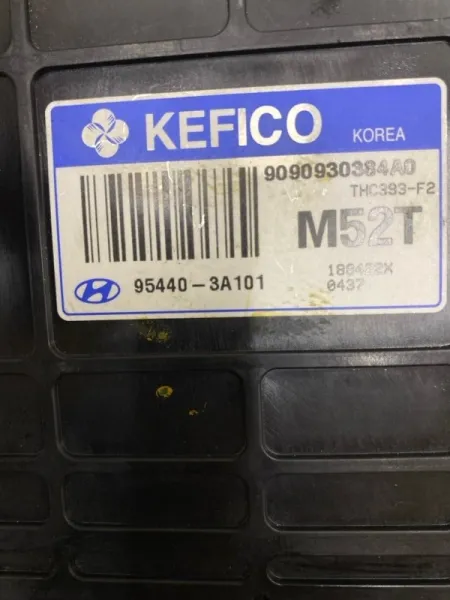 KEFICO KOREA
9090930384A0
THC393-F2
M52T
95440-3A101
0437